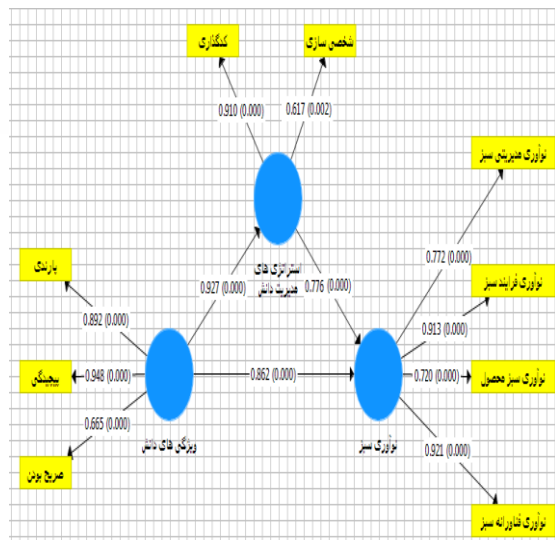 کدگذاری
شخصی سازی
0.910 (0.000)
0.617 (0.002)
نوآوری مدیریتی سبز
استراتژی های
مدیریت دانش
0.772 (0.000)
پارندی
0.927 (0.000)
0.776 (0.000)
نوآوری فرایند سبز
0.892 (0.000)
0.913 (0.000)
پیچیدگی
0.948 (0.000)
0.862 (0.000)
0.720 (0.000)
نوآوری سبز محصول
0.665 (0.000)
ویژگی های دانش
نوآوری سبز
0.921 (0.000)
صریح بودن
نوآوری فناورانه سبز